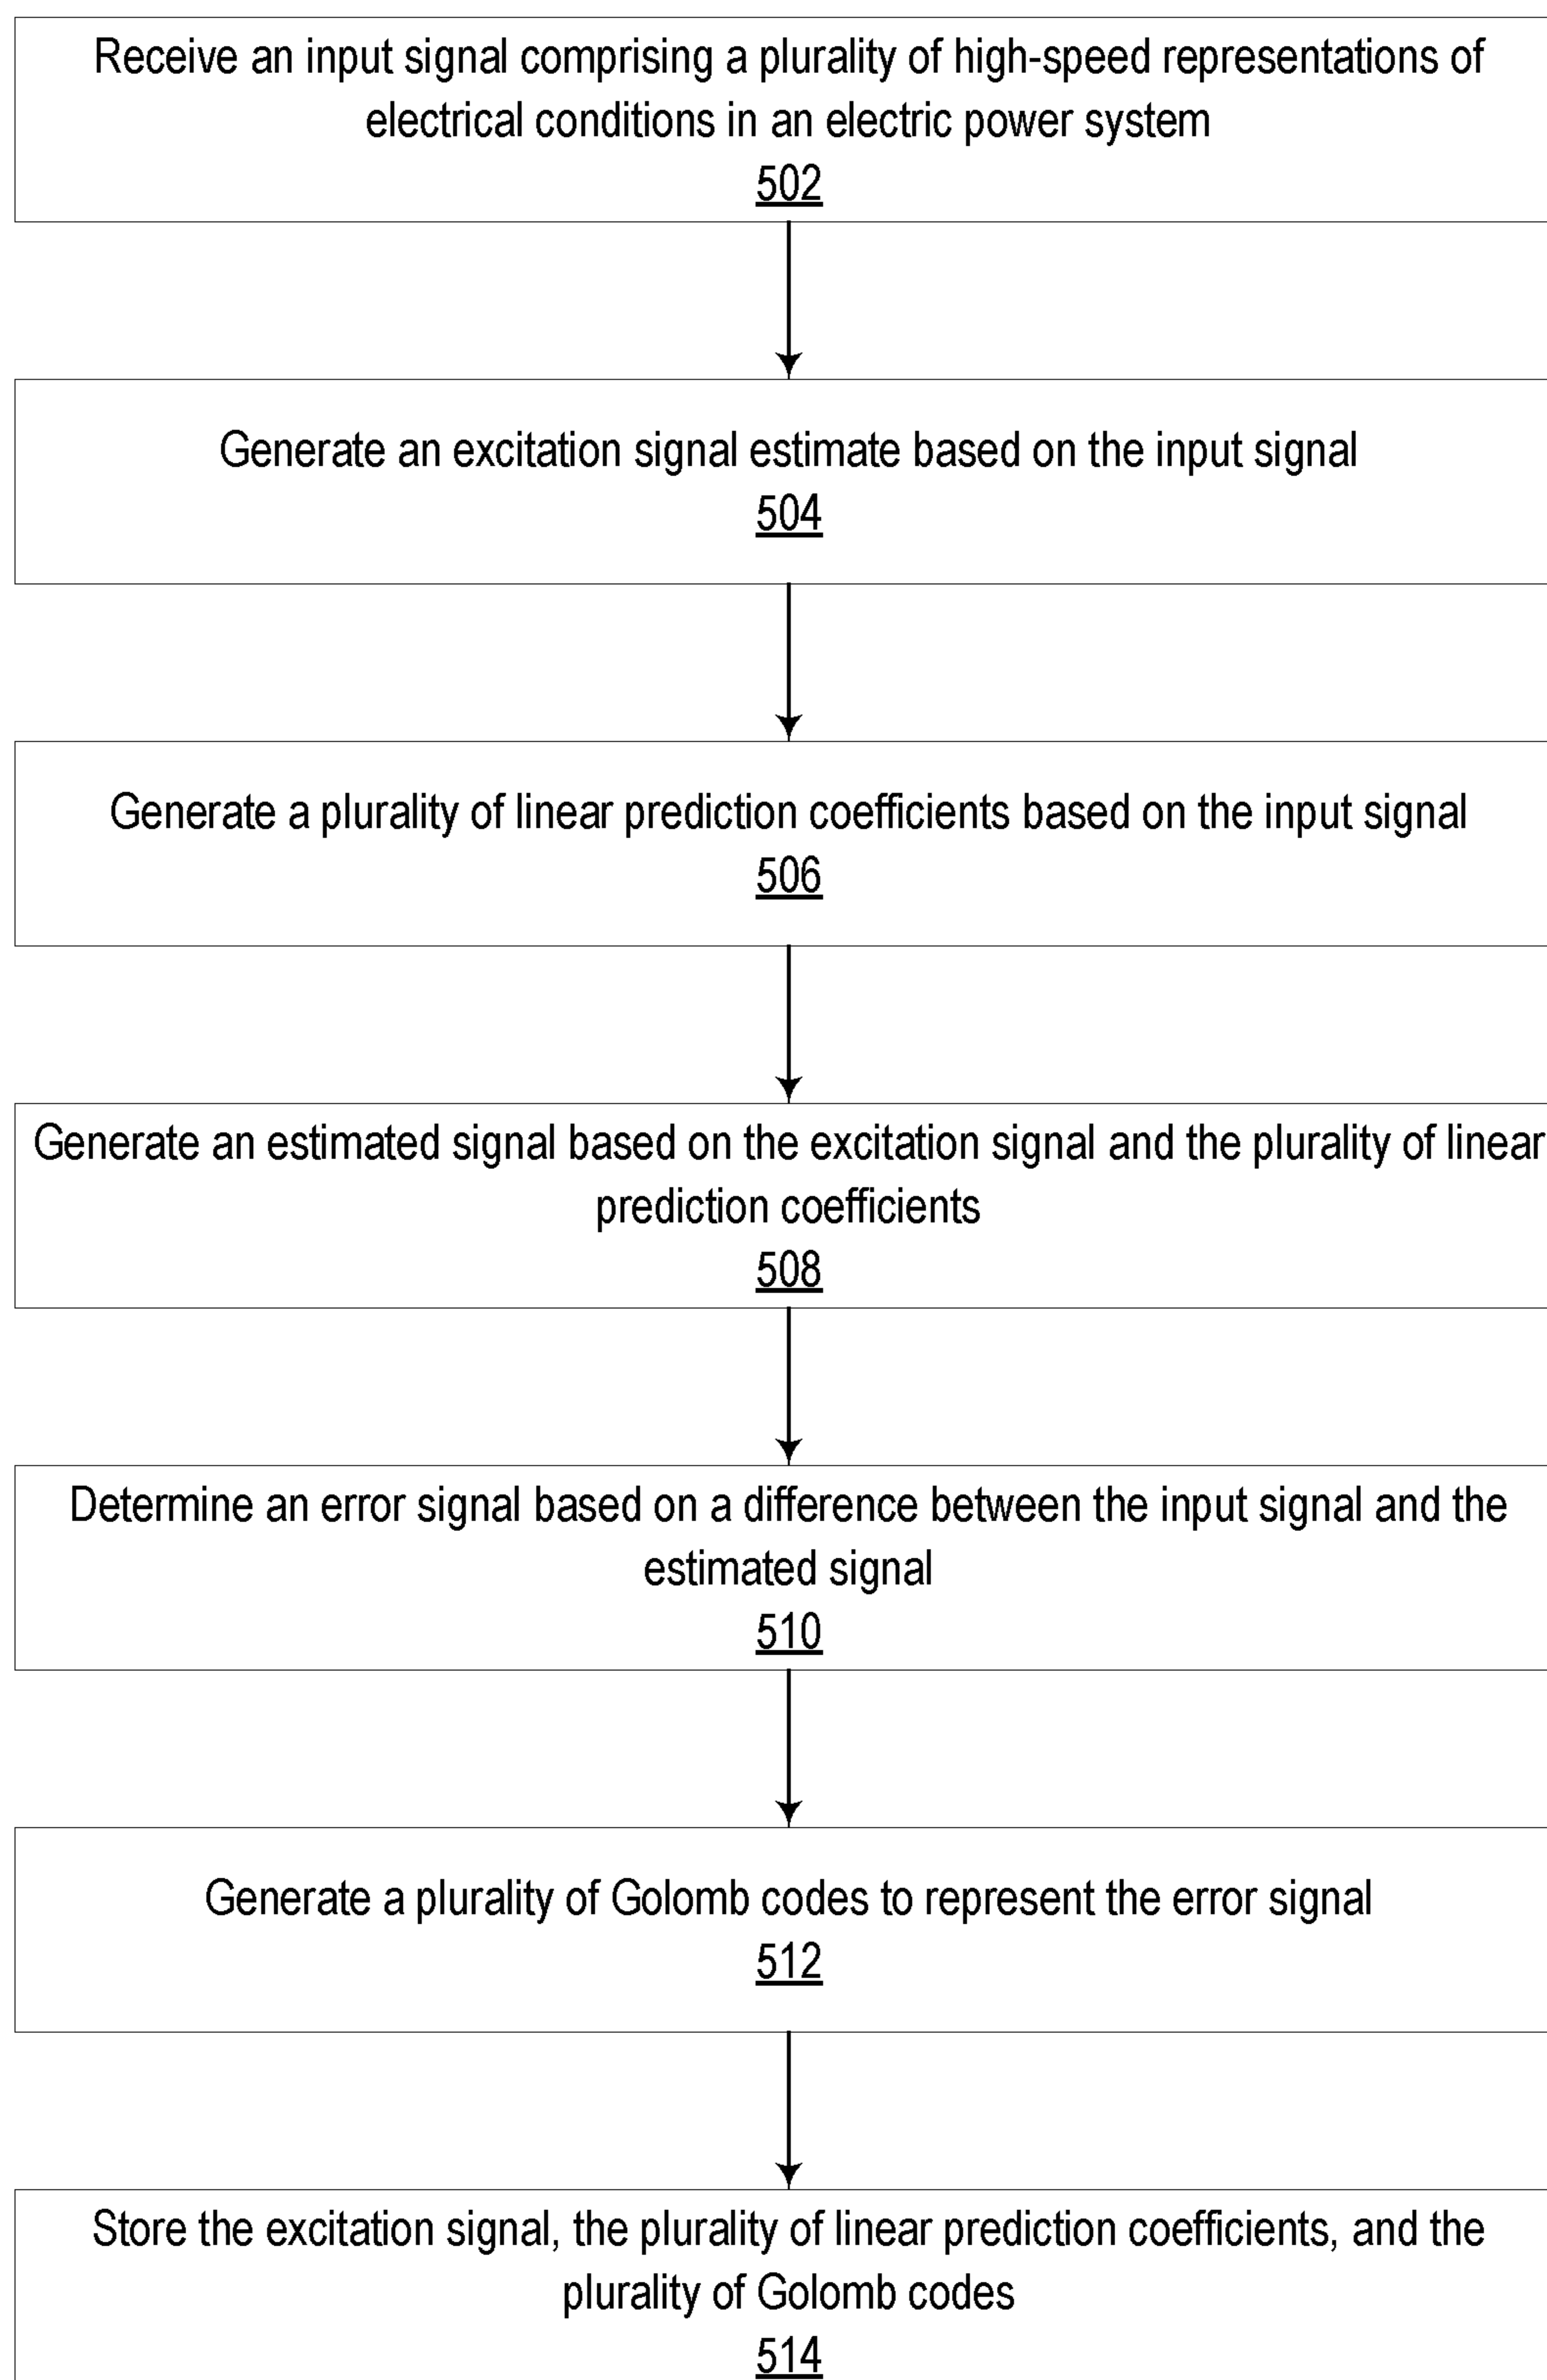 Receive an input signal comprising a plurality of high-speed representations of
electrical conditions in an electric power system
502
Generate an excitation signal estimate based on the input signal
504
Generate a plurality of linear prediction coefficients based on the input signal
506
Generate an estimated signal based on the excitation signal and the plurality of linear
prediction coefficients
508
Determine an error signal based on a difference between the input signal and the
estimated signal
510
Generate a plurality of Golomb codes to represent the error signal
512
Store the excitation signal, the plurality of linear prediction coefficients, and the
plurality of Golomb codes
514